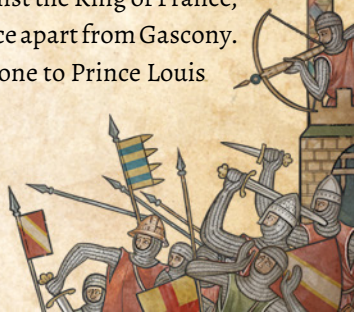 nst the King of France,
ce apart from Gascony.
one to Prince Louis